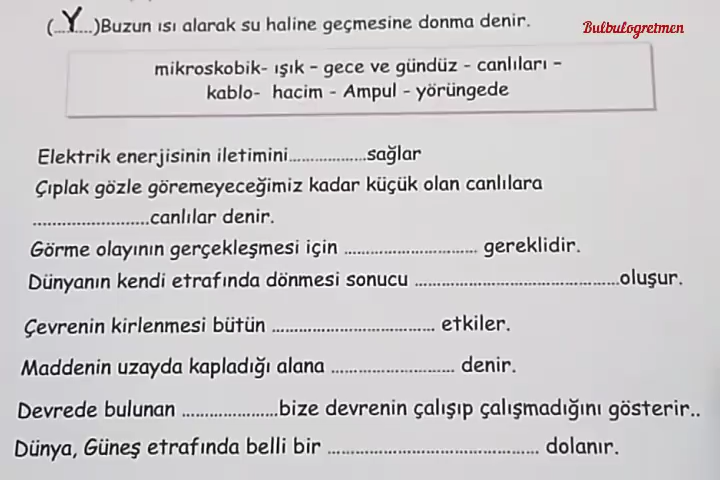 (....Y....)Buzun ısı alarak su haline geçmesine donma denir.
Bulbulogretmen
mikroskobik- ışık – gece ve gündüz - canlıları –
kablo- hacim - Ampul - yörüngede
Elektrik enerjisinin iletimini..................sağlar
Çıplak gözle göremeyeceğimiz kadar küçük olan canlılara
..........................canlılar denir.
Görme olayının gerçekleşmesi için .............................. gereklidir.
Dünyanın kendi etrafında dönmesi sonucu ..............................................oluşur.
Çevrenin kirlenmesi bütün ..................................... etkiler.
Maddenin uzayda kapladığı alana ............................ denir.
Devrede bulunan ......................bize devrenin çalışıp çalışmadığını gösterir..
Dünya, Güneş etrafında belli bir ............................................... dolanır.